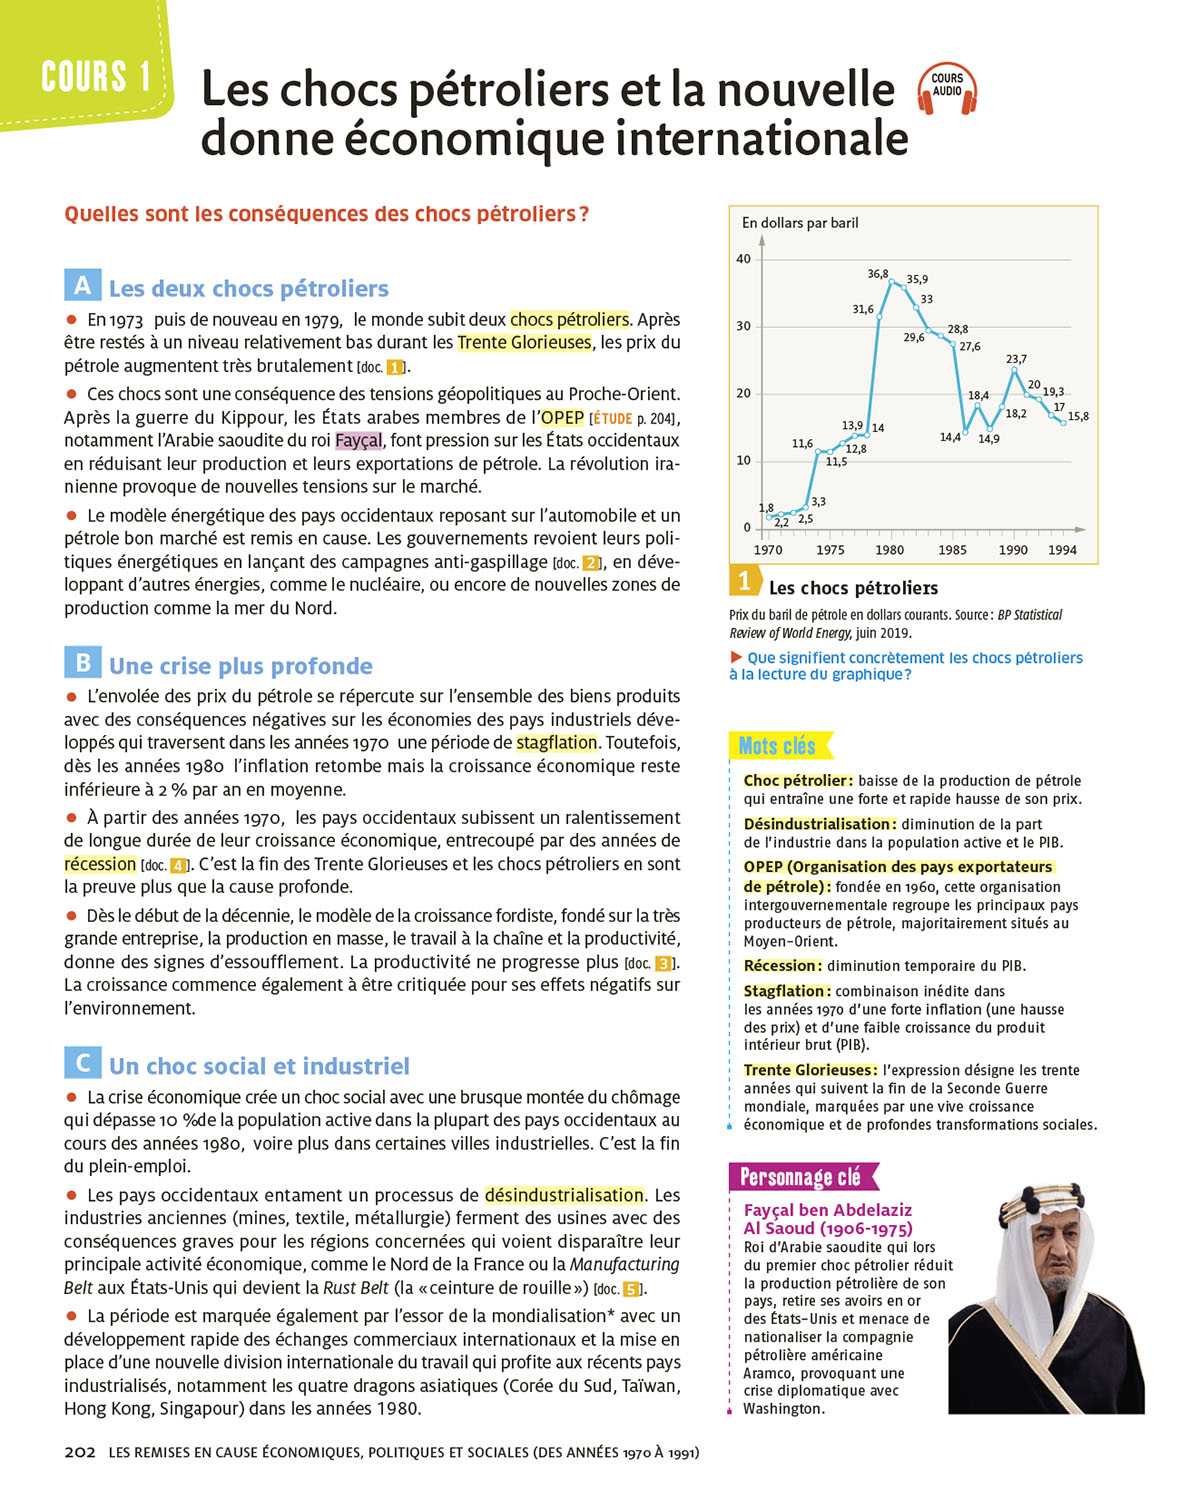 COURS 1
Les chocs pétroliers et la nouvelle
donne économique internationale
COURS
AUDIO
Quelles sont les conséquences des chocs pétroliers ?
A Les deux chocs pétroliers
• En 1973 puis de nouveau en 1979, le monde subit deux chocs pétroliers. Après
être restés à un niveau relativement bas durant les Trente Glorieuses, les prix du
pétrole augmentent très brutalement [doc. 1].
• Ces chocs sont une conséquence des tensions géopolitiques au Proche-Orient.
Après la guerre du Kippour, les États arabes membres de l'OPEP [ÉTUDE p. 204],
notamment l'Arabie saoudite du roi Fayçal, font pression sur les États occidentaux
en réduisant leur production et leurs exportations de pétrole. La révolution ira-
nienne provoque de nouvelles tensions sur le marché.
• Le modèle énergétique des pays occidentaux reposant sur l'automobile et un
pétrole bon marché est remis en cause. Les gouvernements revoient leurs poli-
tiques énergétiques en lançant des campagnes anti-gaspillage [doc. 2], en déve-
loppant d'autres énergies, comme le nucléaire, ou encore de nouvelles zones de
production comme la mer du Nord.
B Une crise plus profonde
• L'envolée des prix du pétrole se répercute sur l'ensemble des biens produits
avec des conséquences négatives sur les économies des pays industriels déve-
loppés qui traversent dans les années 1970 une période de stagflation. Toutefois,
dès les années 1980 l'inflation retombe mais la croissance économique reste
inférieure à 2 % par an en moyenne.
• À partir des années 1970, les pays occidentaux subissent un ralentissement
de longue durée de leur croissance économique, entrecoupé par des années de
récession [doc. 4]. C'est la fin des Trente Glorieuses et les chocs pétroliers en sont
la preuve plus que la cause profonde.
• Dès le début de la décennie, le modèle de la croissance fordiste, fondé sur la très
grande entreprise, la production en masse, le travail à la chaîne et la productivité,
donne des signes d'essoufflement. La productivité ne progresse plus [doc. 3].
La croissance commence également à être critiquée pour ses effets négatifs sur
l'environnement.
C Un choc social et industriel
• La crise économique crée un choc social avec une brusque montée du chômage
qui dépasse 10 %de la population active dans la plupart des pays occidentaux au
cours des années 1980, voire plus dans certaines villes industrielles. C'est la fin
du plein-emploi.
• Les pays occidentaux entament un processus de désindustrialisation. Les
industries anciennes (mines, textile, métallurgie) ferment des usines avec des
conséquences graves pour les régions concernées qui voient disparaître leur
principale activité économique, comme le Nord de la France ou la Manufacturing
Belt aux États-Unis qui devient la Rust Belt (la « ceinture de rouille ») [doc. 5].
• La période est marquée également par l'essor de la mondialisation* avec un
développement rapide des échanges commerciaux internationaux et la mise en
place d'une nouvelle division internationale du travail qui profite aux récents pays
industrialisés, notamment les quatre dragons asiatiques (Corée du Sud, Taïwan,
Hong Kong, Singapour) dans les années 1980.
En dollars par baril
40
30
20
10
0
1,8
2,2
2,5
3,3
11,6
11,5
12,8
13,9
14
31,6
36,8
35,9
33
29,6
28,8
27,6
14,4
18,4
14,9
18,2
23,7
20
19,3
17
15,8
1970 1975 1980 1985 1990 1994
1 Les chocs pétroliers
Prix du baril de pétrole en dollars courants. Source : BP Statistical
Review of World Energy, juin 2019.
▶ Que signifient concrètement les chocs pétroliers
à la lecture du graphique ?
Mots clés
Choc pétrolier : baisse de la production de pétrole
qui entraîne une forte et rapide hausse de son prix.
Désindustrialisation : diminution de la part
de l'industrie dans la population active et le PIB.
OPEP (Organisation des pays exportateurs
de pétrole) : fondée en 1960, cette organisation
intergouvernementale regroupe les principaux pays
producteurs de pétrole, majoritairement situés au
Moyen-Orient.
Récession : diminution temporaire du PIB.
Stagflation : combinaison inédite dans
les années 1970 d'une forte inflation (une hausse
des prix) et d'une faible croissance du produit
intérieur brut (PIB).
Trente Glorieuses : l'expression désigne les trente
années qui suivent la fin de la Seconde Guerre
mondiale, marquées par une vive croissance
économique et de profondes transformations sociales.
Personnage clé
Fayçal ben Abdelaziz
Al Saoud (1906-1975)
Roi d'Arabie saoudite qui lors
du premier choc pétrolier réduit
la production pétrolière de son
pays, retire ses avoirs en or
des États-Unis et menace de
nationaliser la compagnie
pétrolière américaine
Aramco, provoquant une
crise diplomatique avec
Washington.
202 LES REMISES EN CAUSE ÉCONOMIQUES, POLITIQUES ET SOCIALES (DES ANNÉES 1970 À 1991)